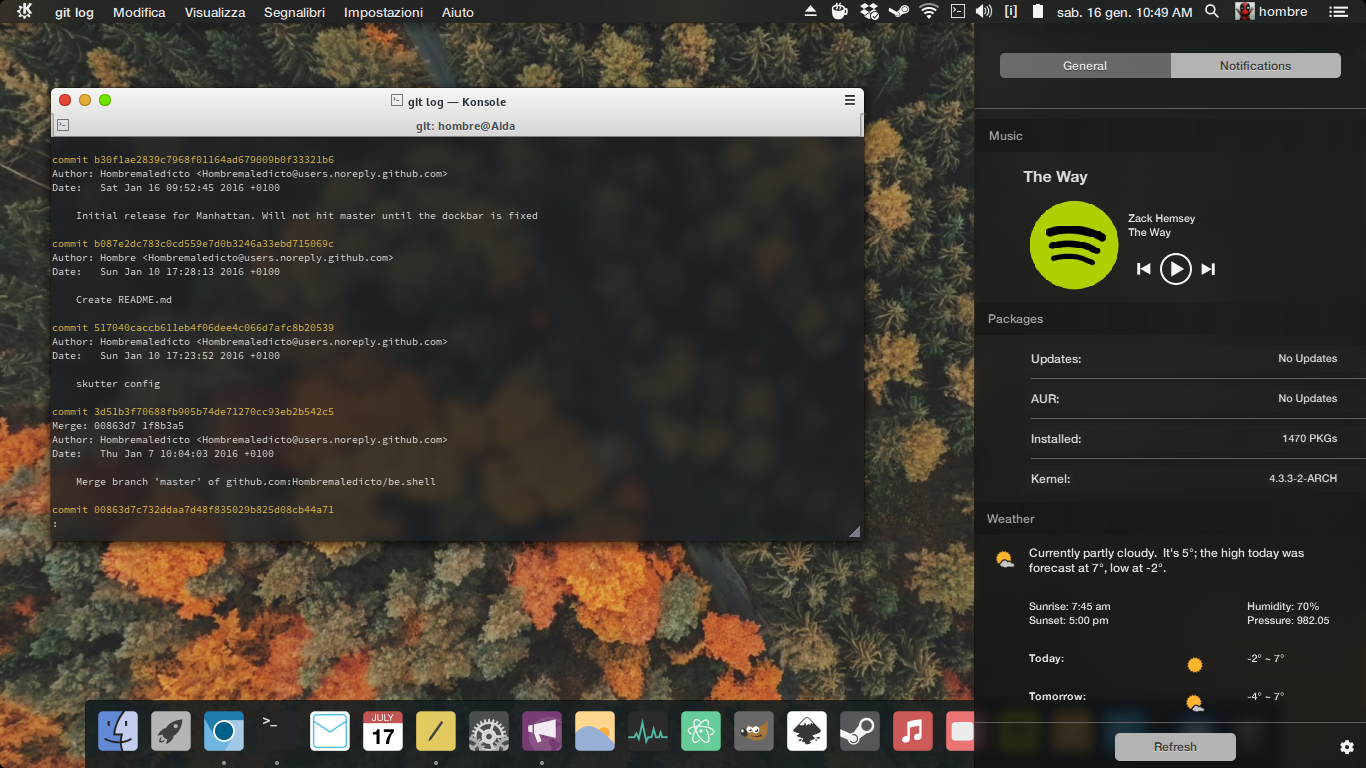 git log Modifica Visualizza Segnalibri Impostazioni Aiuto
[i] sab. 16 gen. 10:49 AM hombre
git log — Konsole
git: hombre@Aida
commit b30f1ae2839c7968f01164ad679009b0f33321b6
Author: Hombremaledicto <Hombremaledicto@users.noreply.github.com>
Date:   Sat Jan 16 09:52:45 2016 +0100
Initial release for Manhattan. Will not hit master until the dockbar is fixed
commit b087e2dc783c0cd559e7d0b3246a33ebd715069c
Author: Hombre <Hombremaledicto@users.noreply.github.com>
Date:   Sun Jan 10 17:28:13 2016 +0100
Create README.md
commit 517040caccb611eb4f06dee4c066d7afc8b20539
Author: Hombremaledicto <Hombremaledicto@users.noreply.github.com>
Date:   Sun Jan 10 17:23:52 2016 +0100
skutter config
commit 3d51b3f70688fb905b74de71270cc93eb2b542c5
Merge: 00863d7 1f8b3a5
Author: Hombremaledicto <Hombremaledicto@users.noreply.github.com>
Date:   Thu Jan 7 10:04:03 2016 +0100
Merge branch 'master' of github.com:Hombremaledicto/be.shell
commit 00863d7c732ddaa7d48f835029b825d08cb44a71
:
General Notifications
Music
The Way
Zack Hemsey
The Way
Packages
Updates: No Updates
AUR: No Updates
Installed: 1470 PKGs
Kernel: 4.3.3-2-ARCH
Weather
Currently partly cloudy.  It's 5°; the high today was
forecast at 7°, low at -2°.
Sunrise: 7:45 am Humidity: 70%
Sunset: 5:00 pm Pressure: 982.05
Today: -2° ~ 7°
Tomorrow: -4° ~ 7°
Refresh
>_
JULY
17